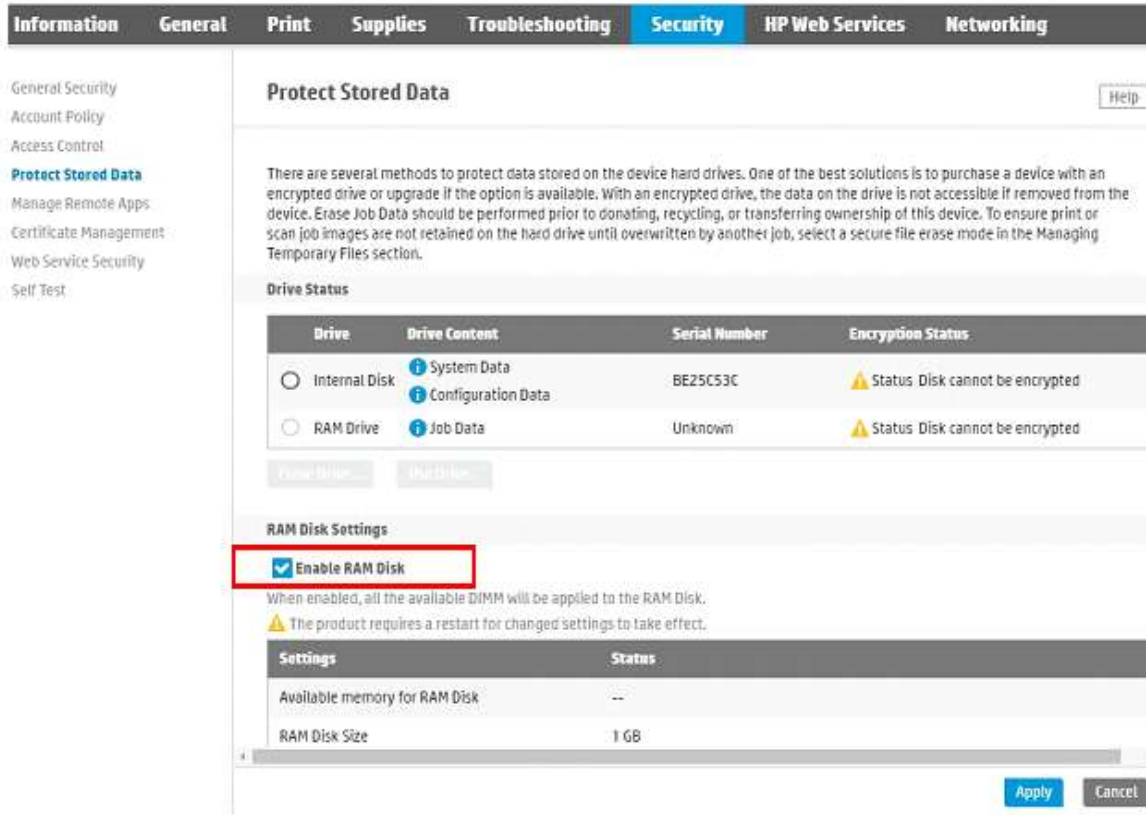 Information General Print Supplies Troubleshooting Security HP Web Services Networking
General Security
Account Policy
Access Control
Protect Stored Data
Manage Remote Apps
Certificate Management
Web Service Security
Self Test
Protect Stored Data
Help
There are several methods to protect data stored on the device hard drives. One of the best solutions is to purchase a device with an
encrypted drive or upgrade if the option is available. With an encrypted drive, the data on the drive is not accessible if removed from the
device. Erase Job Data should be performed prior to donating, recycling, or transferring ownership of this device. To ensure print or
scan job images are not retained on the hard drive until overwritten by another job, select a secure file erase mode in the Managing
Temporary Files section.
Drive Status
Drive Drive Content Serial Number Encryption Status
Internal Disk System Data Configuration Data BE25C53C Status Disk cannot be encrypted
RAM Drive Job Data Unknown Status Disk cannot be encrypted
RAM Disk Settings
Enable RAM Disk
When enabled, all the available DIMM will be applied to the RAM Disk.
The product requires a restart for changed settings to take effect.
Settings Status
Available memory for RAM Disk --
RAM Disk Size 1 GB
Apply Cancel